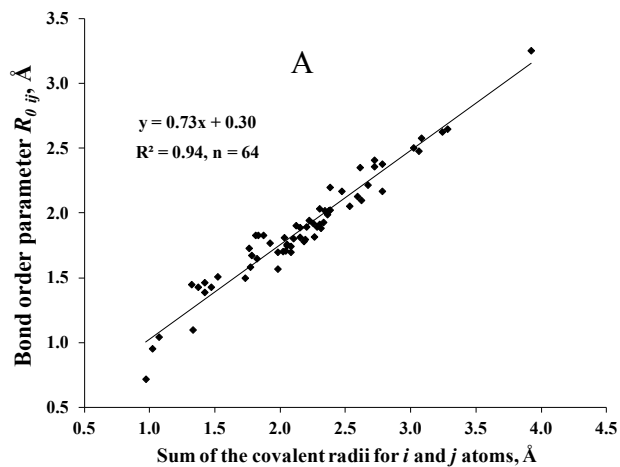 3.5
A
3.0
y = 0.73x + 0.30
R² = 0.94, n = 64
2.5
2.0
1.5
1.0
0.5
Bond order parameter R0 ij, Å
0.5 1.0 1.5 2.0 2.5 3.0 3.5 4.0 4.5
Sum of the covalent radii for i and j atoms, Å